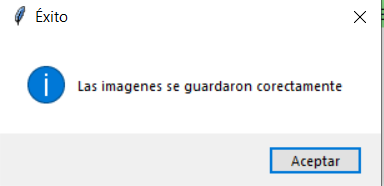 Éxito
Las imagenes se guardaron corectamente
Aceptar